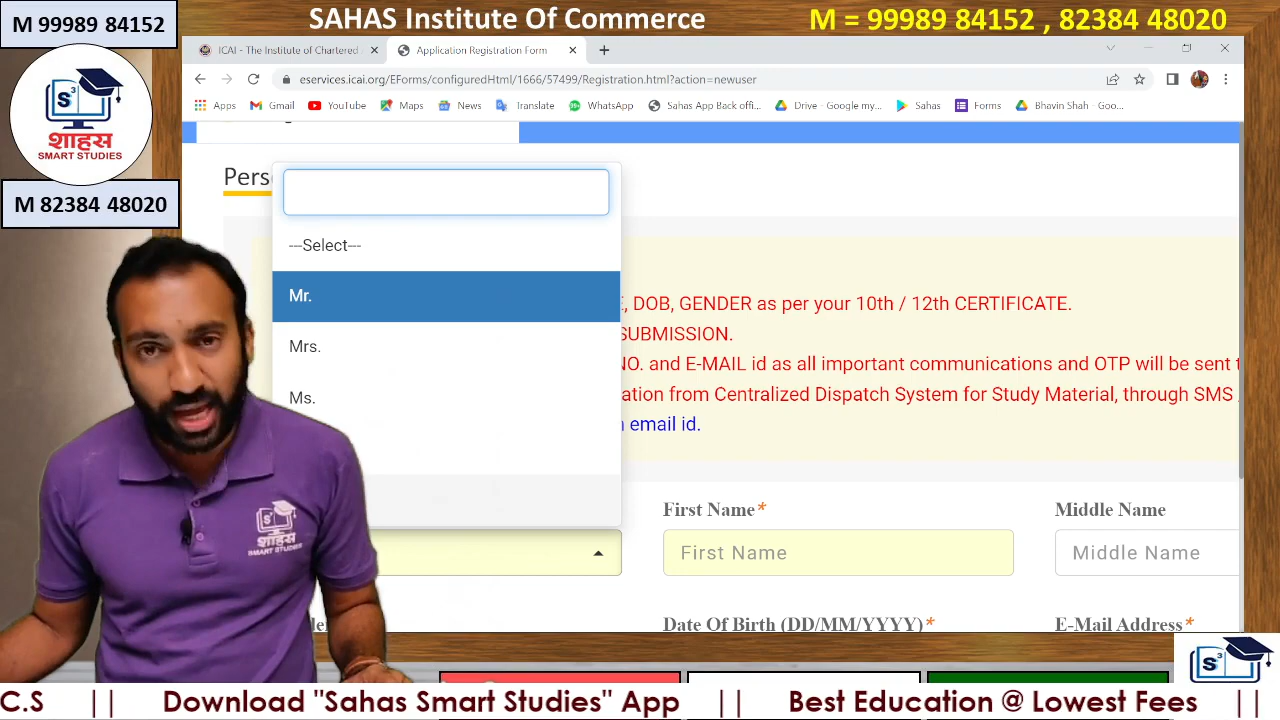 M 99989 84152
SAHAS Institute Of Commerce
M = 99989 84152 , 82384 48020
S³
शाहस
SMART STUDIES
M 82384 48020
ICAI - The Institute of Chartered
Application Registration Form
eservices.icai.org/EForms/configuredHtml/1666/57499/Registration.html?action=newuser
Apps
Gmail
YouTube
Maps
News
Translate
WhatsApp
Sahas App Back offi...
Drive - Google my...
Sahas
Forms
Bhavin Shah - Goo...
Pers
---Select---
Mr.
Mrs.
Ms.
, DOB, GENDER as per your 10th / 12th CERTIFICATE.
SUBMISSION.
NO. and E-MAIL id as all important communications and OTP will be sent t
ation from Centralized Dispatch System for Study Material, through SMS ,
email id.
First Name*
Middle Name
First Name
Middle Name
Date Of Birth (DD/MM/YYYY)*
E-Mail Address*
S³
शाहस
SMART STUDIES
S³
C.S || Download "Sahas Smart Studies" App || Best Education @ Lowest Fees ||